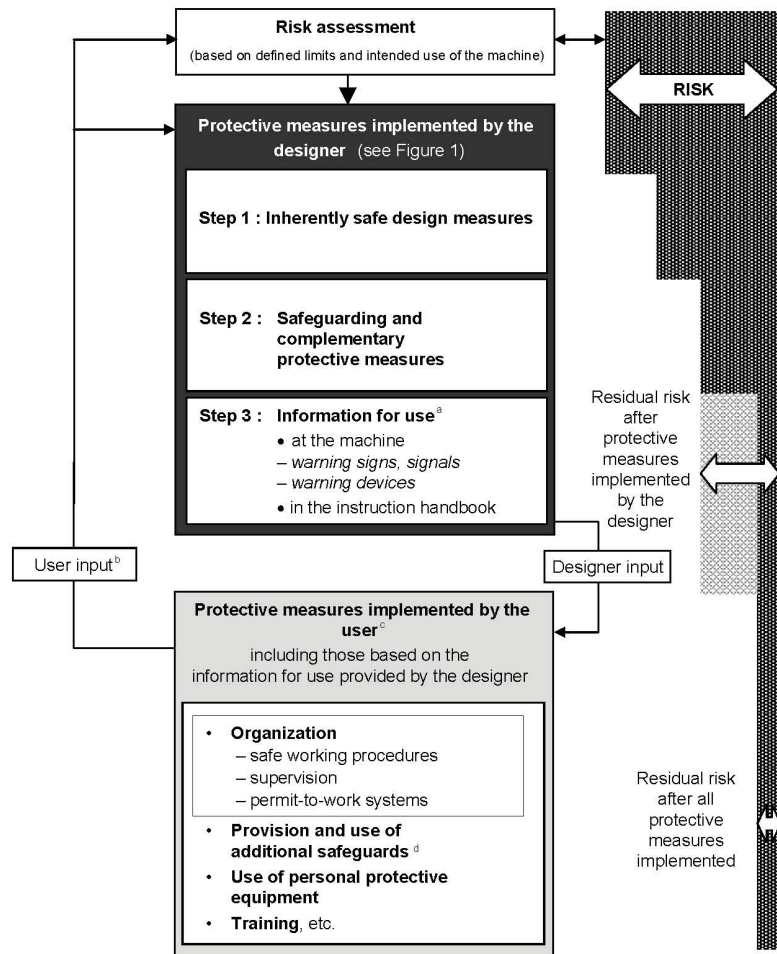 Risk assessment
(based on defined limits and intended use of the machine)
RISK
Protective measures implemented by the
designer (see Figure 1)
Step 1 : Inherently safe design measures
Step 2 : Safeguarding and
complementary
protective measures
Step 3 : Information for use a
• at the machine
– warning signs, signals
– warning devices
• in the instruction handbook
Residual risk
after
protective
measures
implemented
by the
designer
User input b
Designer input
Protective measures implemented by the
user c
including those based on the
information for use provided by the designer
• Organization
– safe working procedures
– supervision
– permit-to-work systems
• Provision and use of
additional safeguards d
• Use of personal protective
equipment
• Training, etc.
Residual risk
after all
protective
measures
implemented